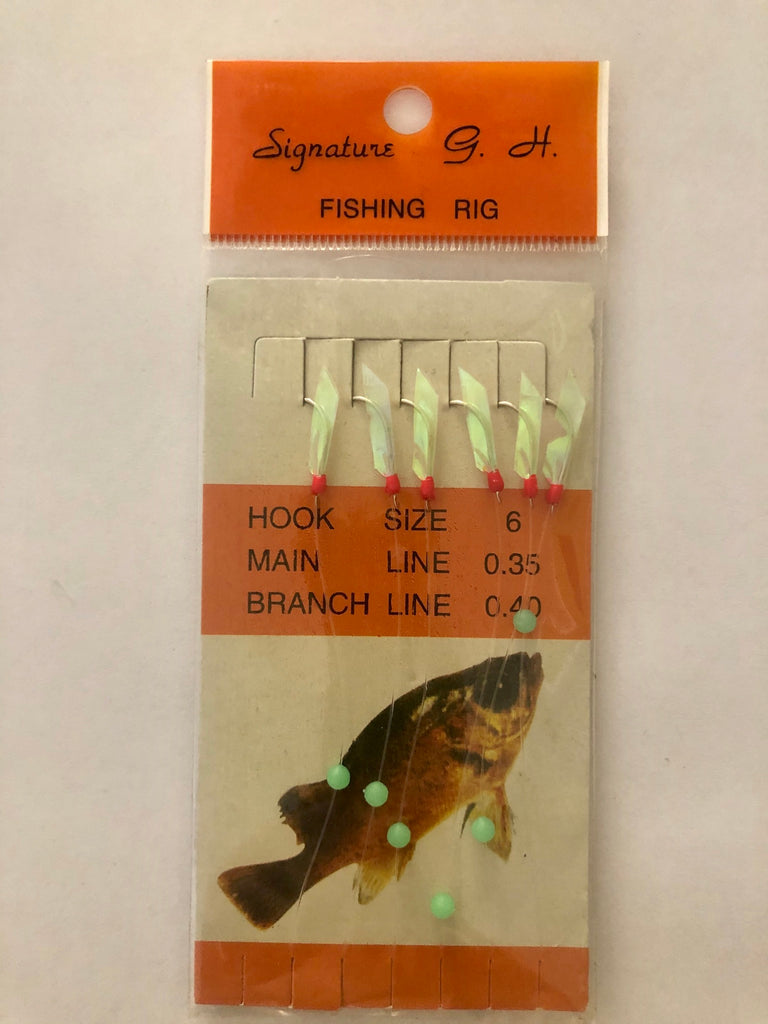 Signature G. H.
FISHING RIG
HOOK SIZE 6
MAIN LINE 0.35
BRANCH LINE 0.40